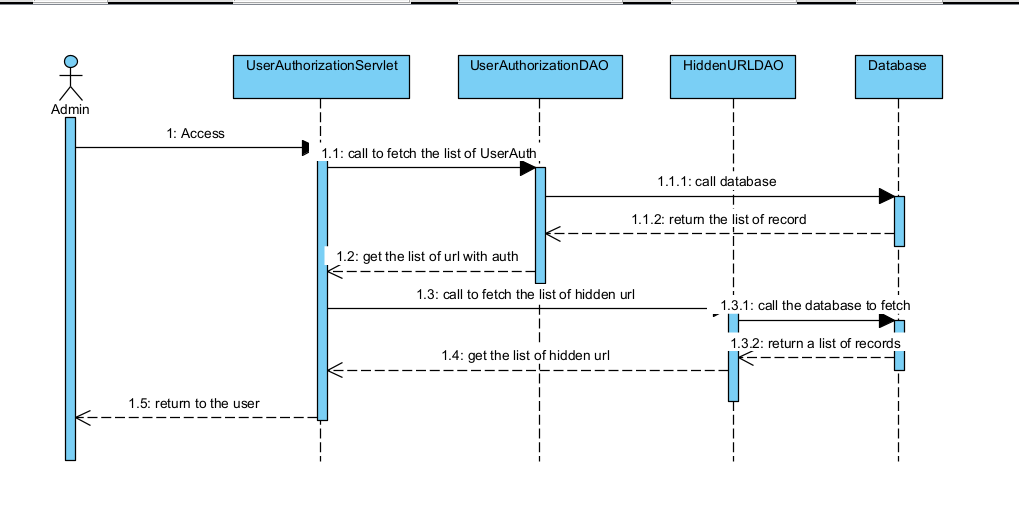 UserAuthorizationServlet
UserAuthorizationDAO
HiddenURLDAO
Database
Admin
1: Access
1.1: call to fetch the list of UserAuth
1.1.1: call database
1.1.2: return the list of record
1.2: get the list of url with auth
1.3: call to fetch the list of hidden url
1.3.1: call the database to fetch
1.3.2: return a list of records
1.4: get the list of hidden url
1.5: return to the user